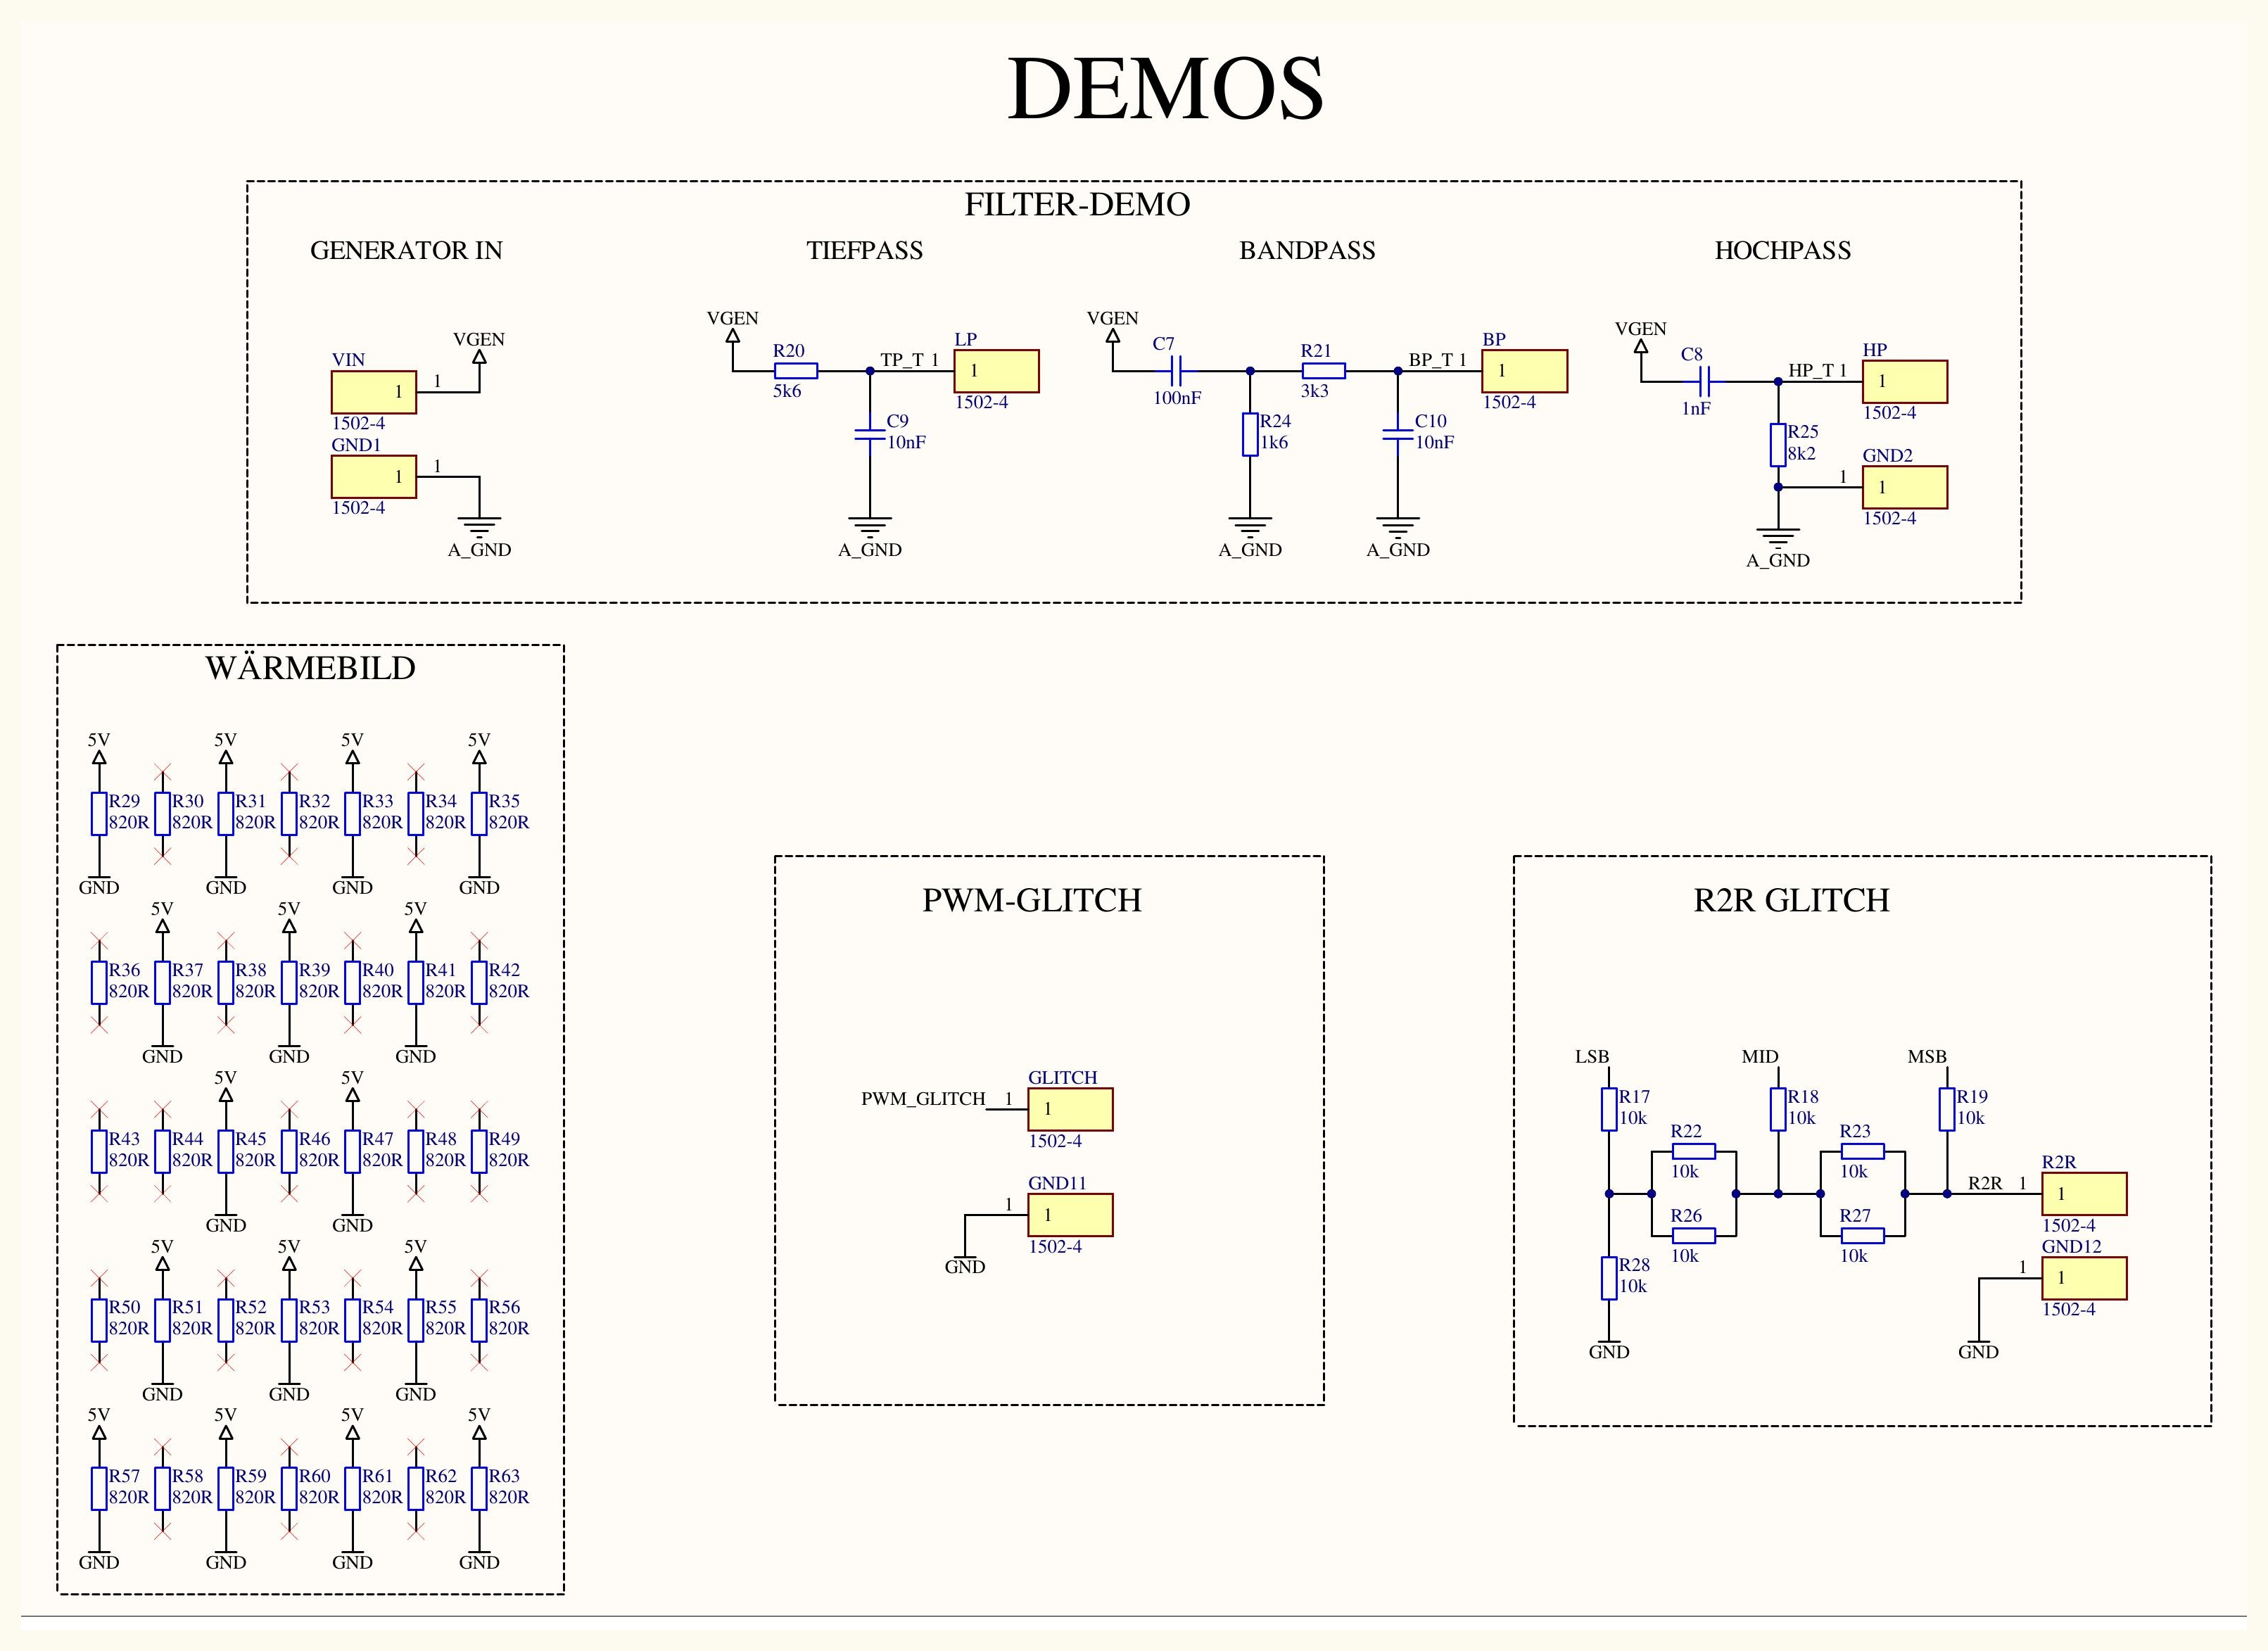 DEMOS
FILTER-DEMO
GENERATOR IN
TIEFPASS
BANDPASS
HOCHPASS
VIN
1 1
1502-4
VGEN
GND1
1 1
1502-4
A_GND
VGEN
R20
5k6
TP_T 1
LP
1
1502-4
C9
10nF
A_GND
VGEN
C7
100nF
R24
1k6
A_GND
R21
3k3
BP_T 1
BP
1
1502-4
C10
10nF
A_GND
VGEN
C8
1nF
HP_T 1
HP
1
1502-4
R25
8k2
GND2
1 1
1502-4
A_GND
WÄRMEBILD
5V 5V 5V 5V
R29 R30 R31 R32 R33 R34 R35
820R 820R 820R 820R 820R 820R 820R
GND GND GND GND
5V 5V 5V
R36 R37 R38 R39 R40 R41 R42
820R 820R 820R 820R 820R 820R 820R
GND GND GND
5V 5V
R43 R44 R45 R46 R47 R48 R49
820R 820R 820R 820R 820R 820R 820R
GND GND
5V 5V 5V
R50 R51 R52 R53 R54 R55 R56
820R 820R 820R 820R 820R 820R 820R
GND GND GND
5V 5V 5V 5V
R57 R58 R59 R60 R61 R62 R63
820R 820R 820R 820R 820R 820R 820R
GND GND GND GND
PWM-GLITCH
GLITCH
PWM_GLITCH 1 1
1502-4
GND11
1 1
1502-4
GND
R2R GLITCH
LSB MID MSB
R17
10k
R18
10k
R19
10k
R22
10k
R23
10k
R26
10k
R27
10k
R28
10k
GND
R2R
R2R 1 1
1502-4
GND12
1 1
1502-4
GND